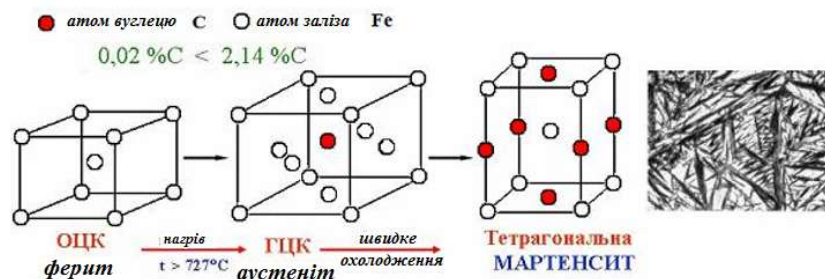 атом вуглецю C атом заліза Fe
0,02 %C < 2,14 %C
ОЦК нагрів ГЦК швидке Тетрагональна
ферит t > 727°C аустеніт охолодження МАРТЕНСИТ